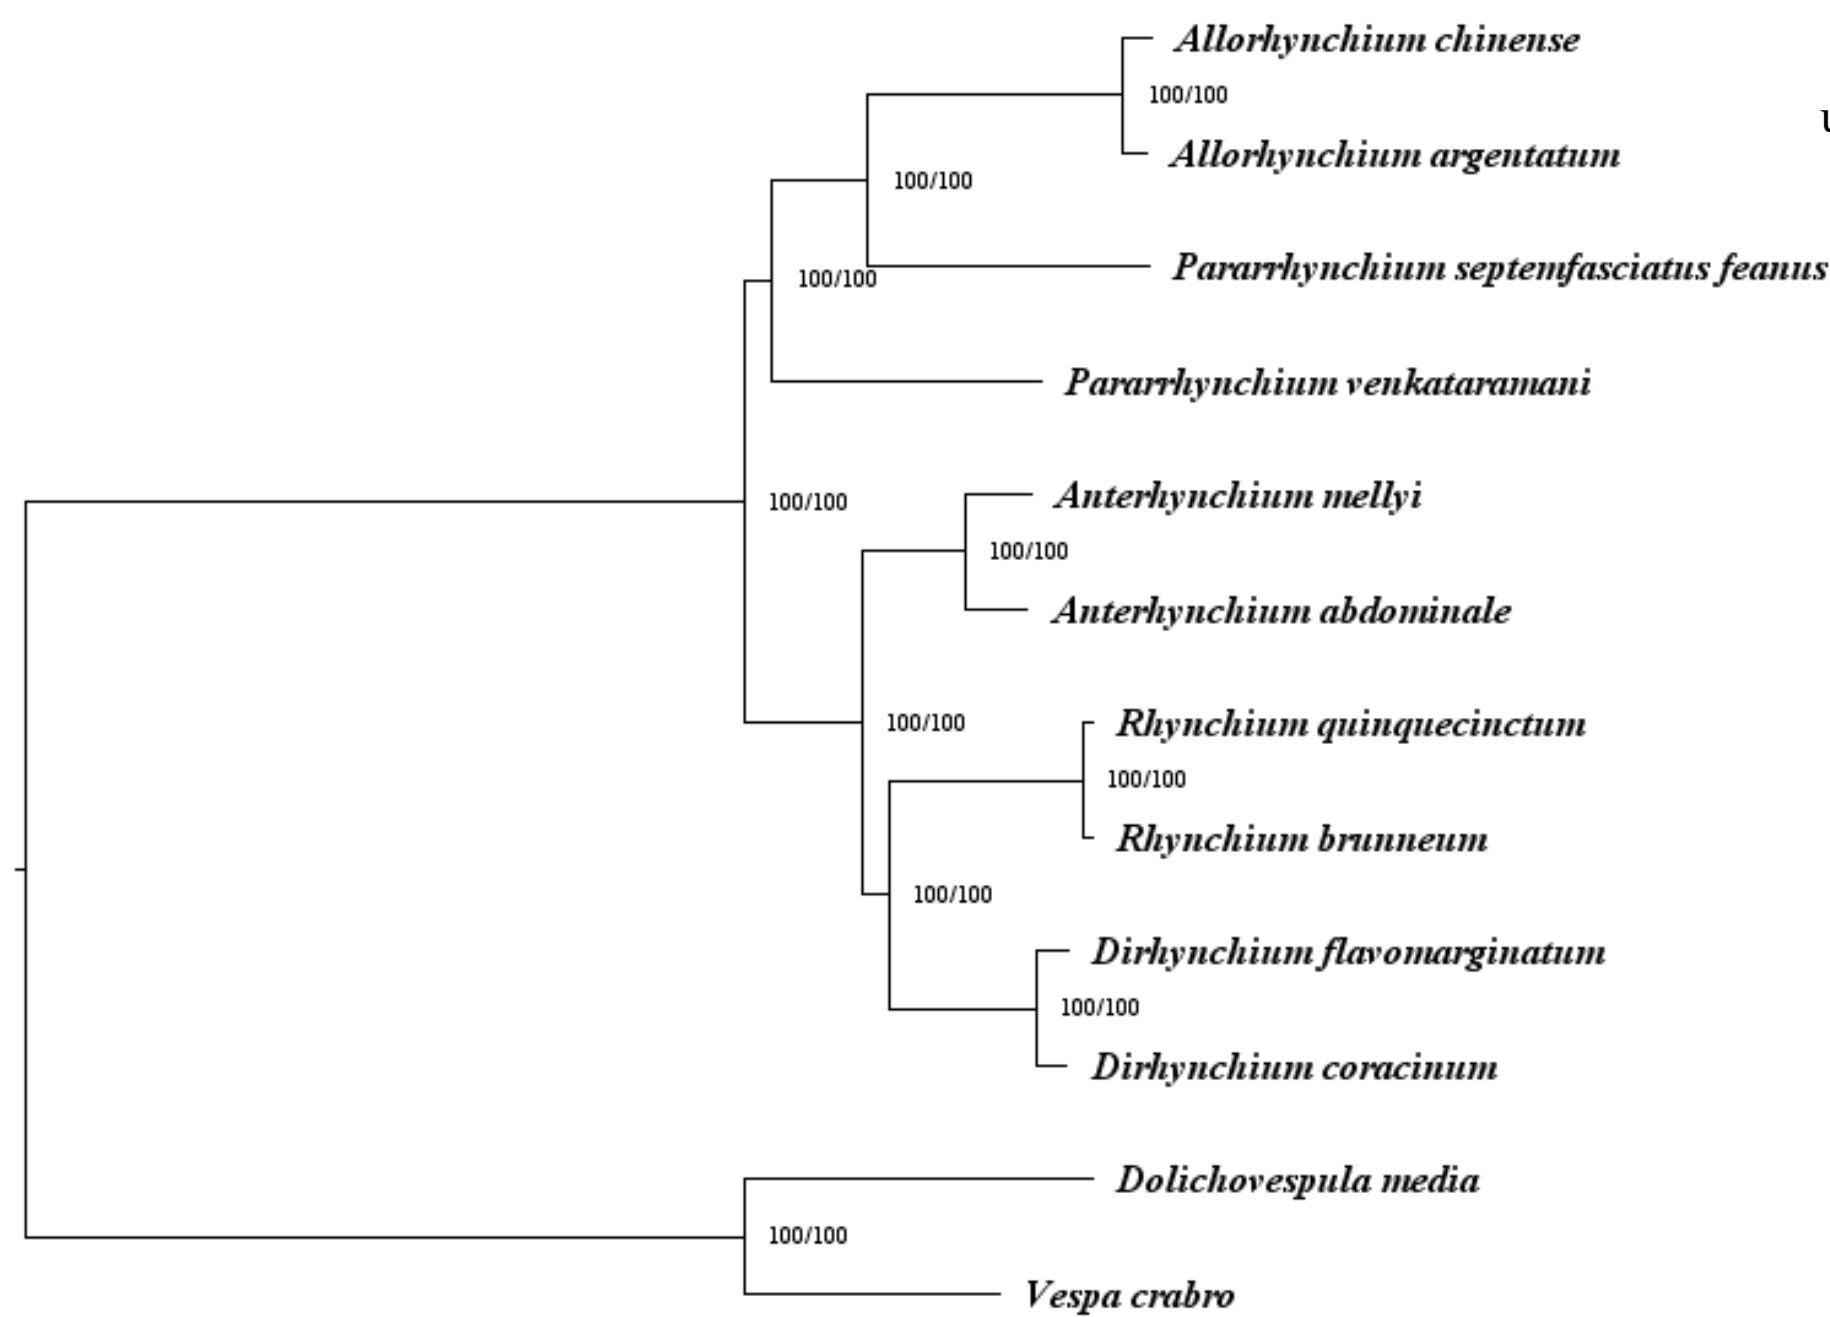 Allorhynchium chinense
100/100
Allorhynchium argentatum
100/100
Pararrhynchium septemfasciatus feanus
100/100
Pararrhynchium venkataramani
Anterhynchium mellyi
100/100
100/100
Anterhynchium abdominale
Rhynchium quinquecinctum
100/100
100/100
Rhynchium brunneum
100/100
Dirhynchium flavomarginatum
100/100
Dirhynchium coracinum
Dolichovespula media
100/100
Vespa crabro